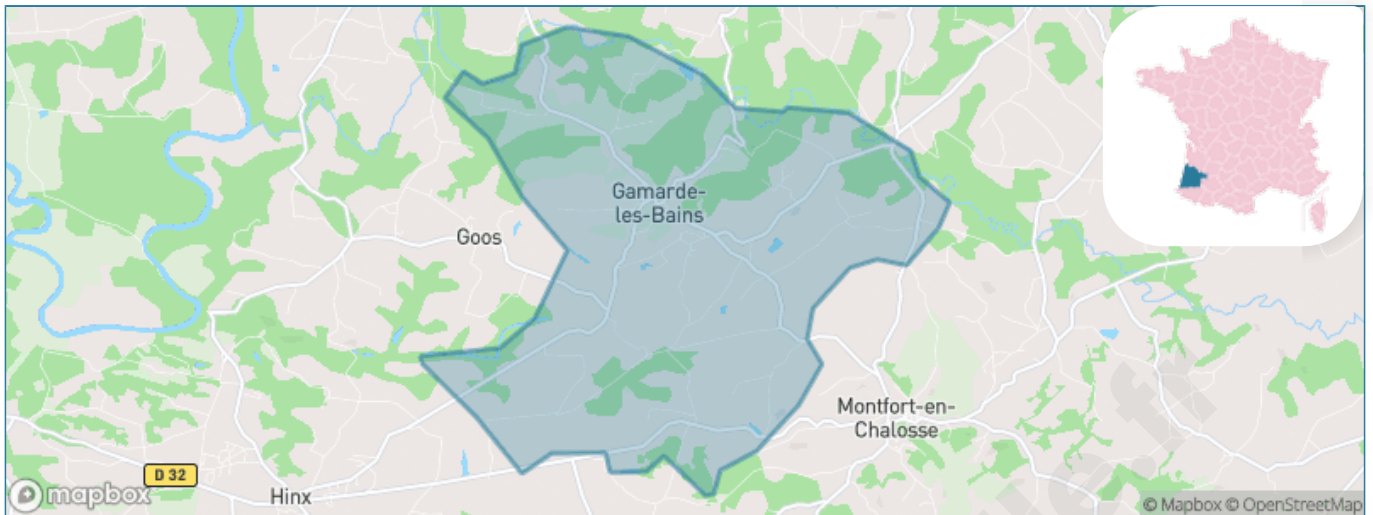 Gamarde-
les-Bains
Goos
Montfort-en-
Chalosse
D 32
Hinx
mapbox
© Mapbox © OpenStreetMap